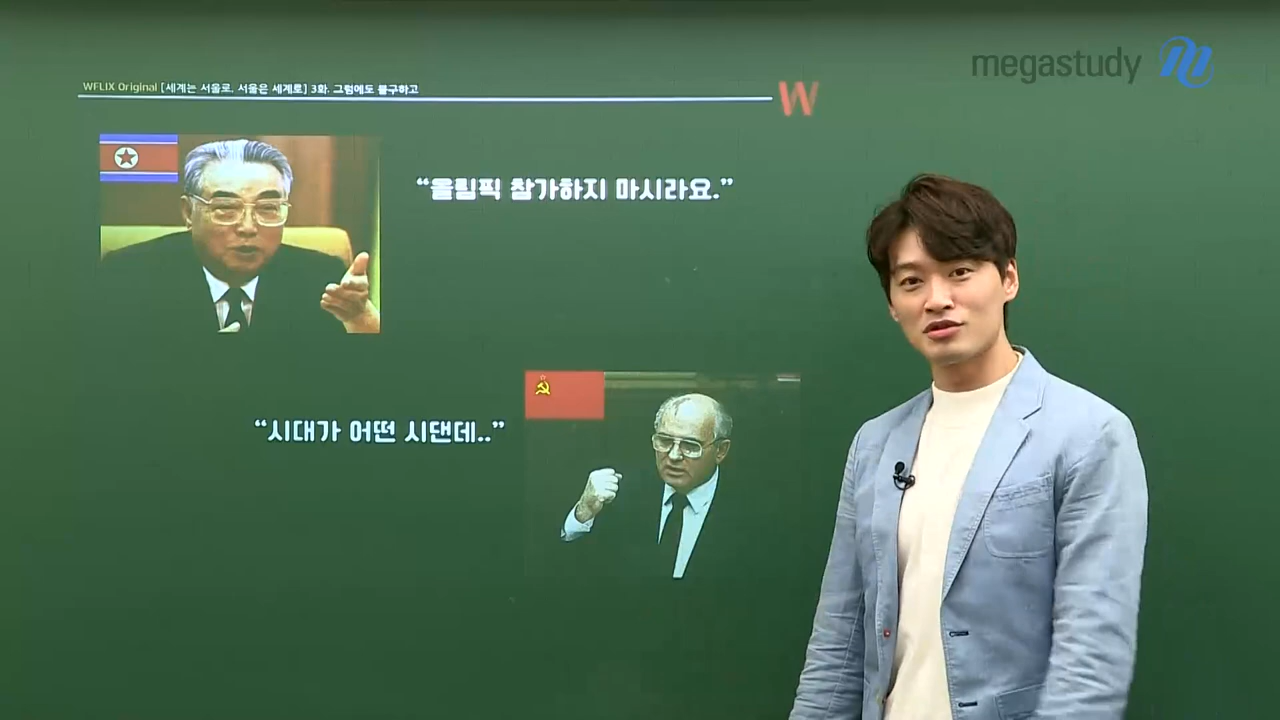 megastudy
WFLIX Original [세계는 서울로, 서울은 세계로] 3화. 그럼에도 불구하고
W
“올림픽 참가하지 마시라요.”
“시대가 어떤 시댄데..”